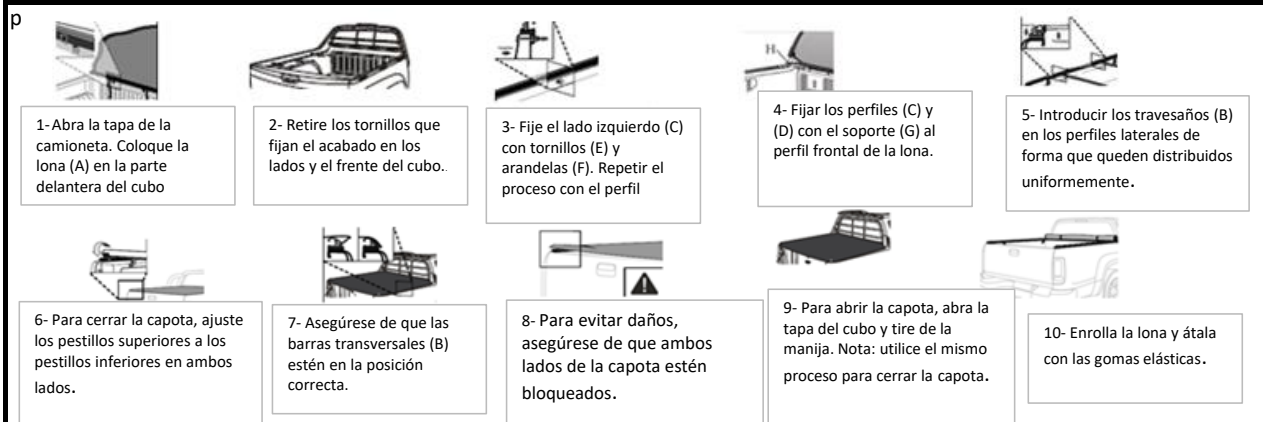 p
H
1-Abra la tapa de la
camioneta. Coloque la
lona (A) en la parte
delantera del cubo
2- Retire los tornillos que
fijan el acabado en los
lados y el frente del cubo..
3- Fije el lado izquierdo (C)
con tornillos (E) y
arandelas (F). Repetir el
proceso con el perfil
4- Fijar los perfiles (C) y
(D) con el soporte (G) al
perfil frontal de la lona.
5- Introducir los travesaños (B)
en los perfiles laterales de
forma que queden distribuidos
uniformemente.
6- Para cerrar la capota, ajuste
los pestillos superiores a los
pestillos inferiores en ambos
lados.
7- Asegúrese de que las
barras transversales (B)
estén en la posición
correcta.
8- Para evitar daños,
asegúrese de que ambos
lados de la capota estén
bloqueados.
9- Para abrir la capota, abra la
tapa del cubo y tire de la
manija. Nota: utilice el mismo
proceso para cerrar la capota.
10- Enrolla la lona y átala
con las gomas elásticas.